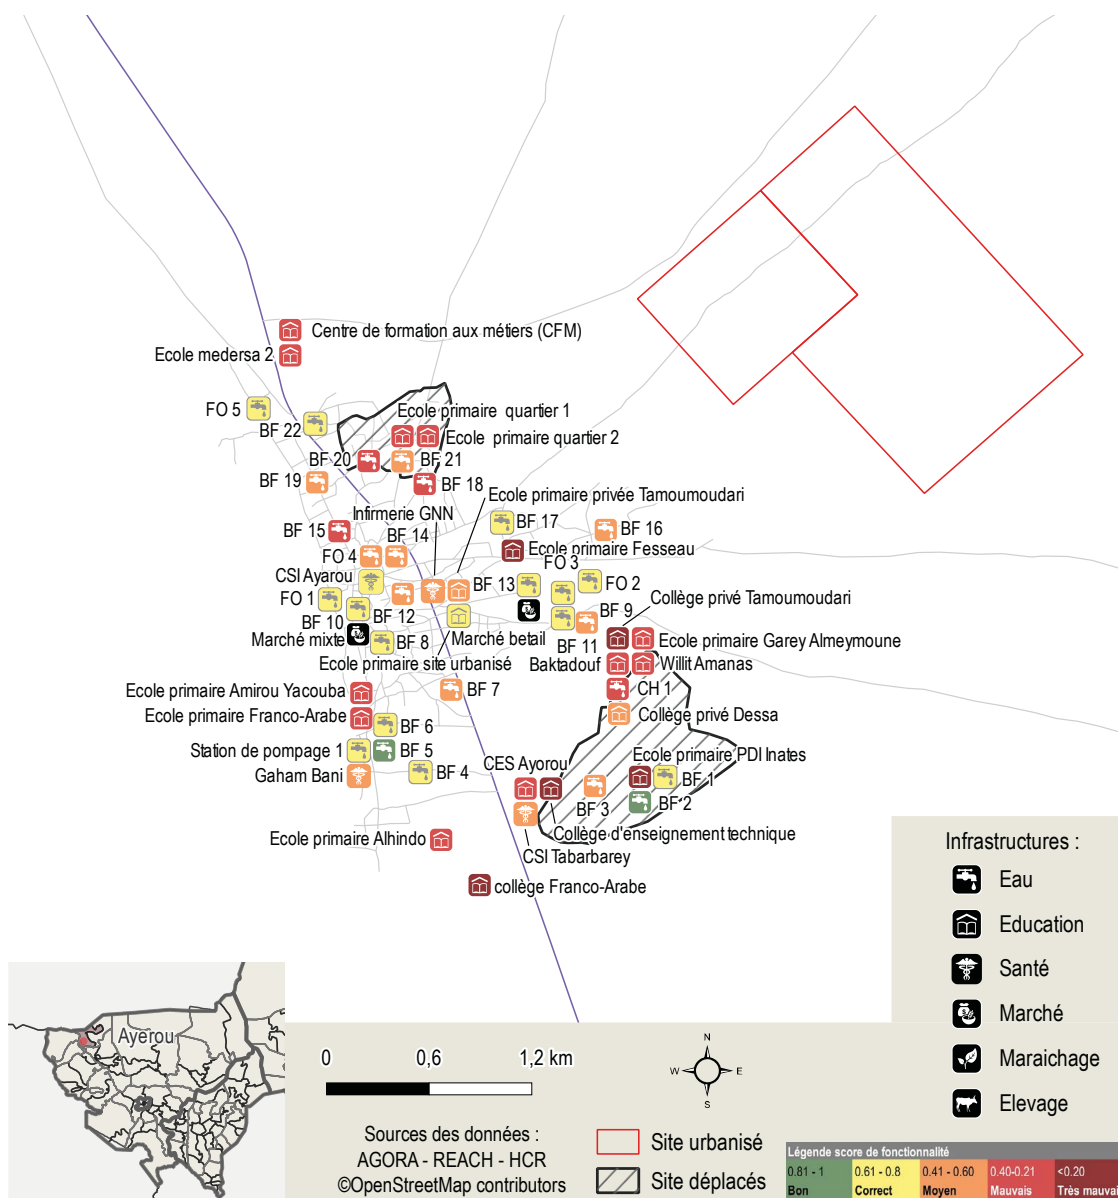 Centre de formation aux métiers (CFM)
Ecole medersa 2
FO 5
BF 22
Ecole primaire quartier 1
Ecole primaire quartier 2
BF 20
BF 21
BF 19
BF 18
Ecole primaire privée Tamoumoudari
Infirmerie GNN
BF 17
BF 16
BF 15
BF 14
Ecole primaire Fesseau
FO 4
FO 3
CSI Ayarou
BF 13
FO 2
FO 1
BF 10
BF 12
BF 9
Collège privé Tamoumoudari
Marché mixte
BF 8
Marché betail
BF 11
Ecole primaire Garey Almeymoune
Ecole primaire site urbanisé
Baktadouf
Willit Amanas
Ecole primaire Amirou Yacouba
BF 7
CH 1
Ecole primaire Franco-Arabe
BF 6
Collège privé Dessa
Station de pompage 1
BF 5
Ecole primaire PDI Inates
Gaham Bani
BF 4
CES Ayorou
BF 1
BF 3
BF 2
Ecole primaire Alhindo
Collège d'enseignement technique
CSI Tabarbarey
collège Franco-Arabe
Infrastructures :
Eau
Education
Santé
Marché
Maraichage
Elevage
Ayerou
0 0,6 1,2 km
N
W E
S
Sources des données :
AGORA - REACH - HCR
©OpenStreetMap contributors
Site urbanisé
Site déplacés
Légende score de fonctionalité
0.81 - 1 0.61 - 0.8 0.41 - 0.60 0.40-0.21 <0.20
Bon Correct Moyen Mauvais Très mauvai